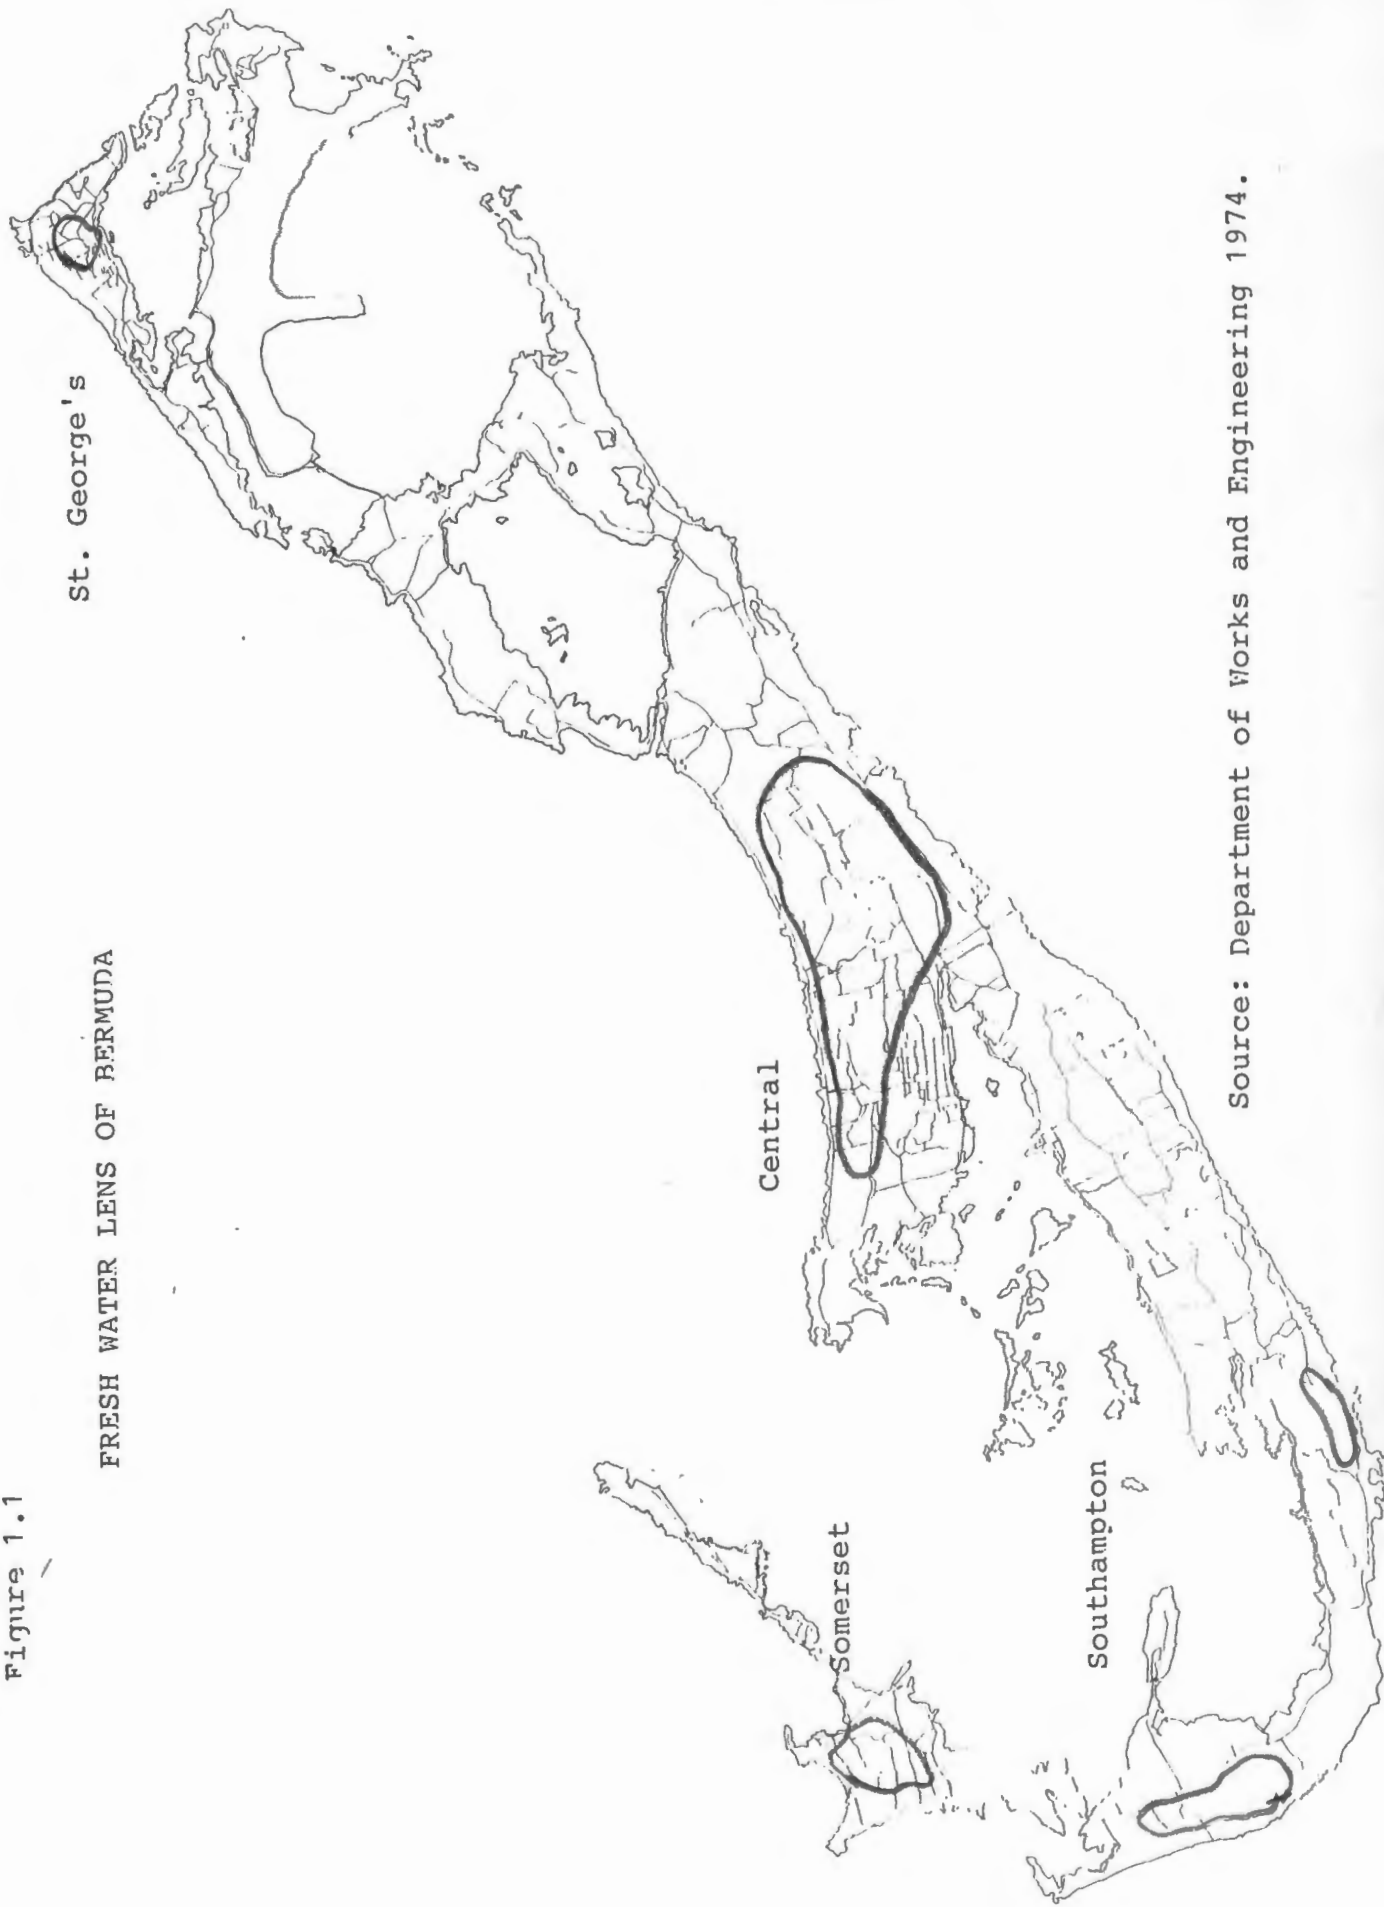 Figure 1.1
FRESH WATER LENS OF BERMUDA
St. George's
Central
Somerset
Southampton
Source: Department of Works and Engineering 1974.